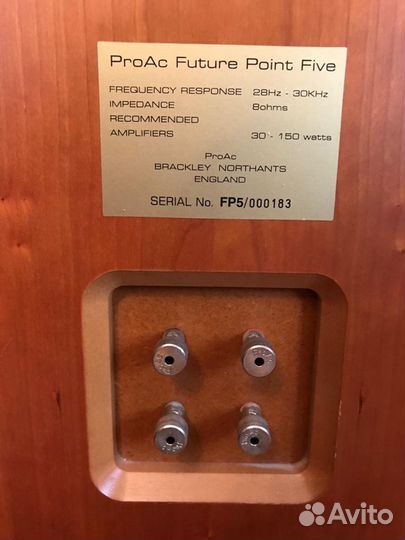 ProAc Future Point Five
FREQUENCY RESPONSE 28Hz - 30KHz
IMPEDANCE 8ohms
RECOMMENDED
AMPLIFIERS 30 - 150 watts
ProAc
BRACKLEY NORTHANTS
ENGLAND
SERIAL No. FP5/000183
Avito